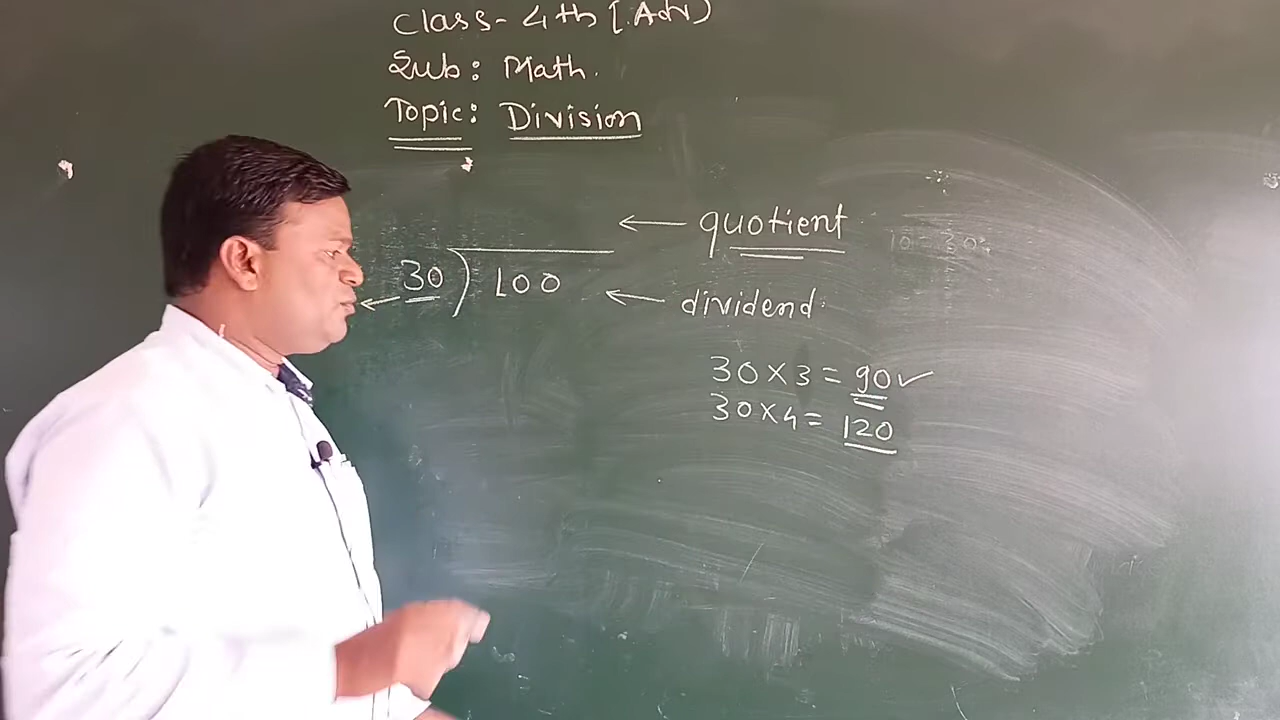 Class- 4th [.Adv)
Sub: Math.
Topic: Division
← quotient
← 30 ) 100
← dividend
30 × 3 = 90 ✓
30 × 4 = 120